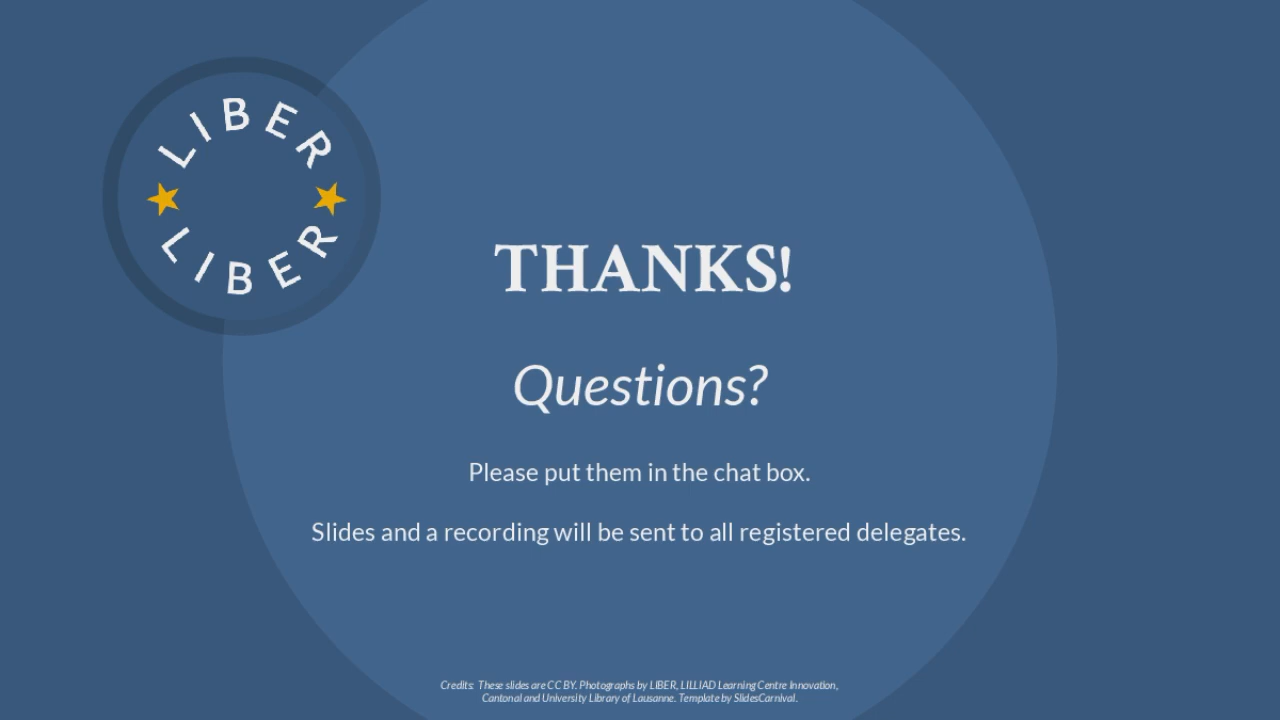 LIBER
LIBER
THANKS!
Questions?
Please put them in the chat box.
Slides and a recording will be sent to all registered delegates.
Credits: These slides are CC BY. Photographs by LIBER, LILLIAD Learning Centre Innovation,
Cantonal and University Library of Lausanne. Template by SlidesCarnival.